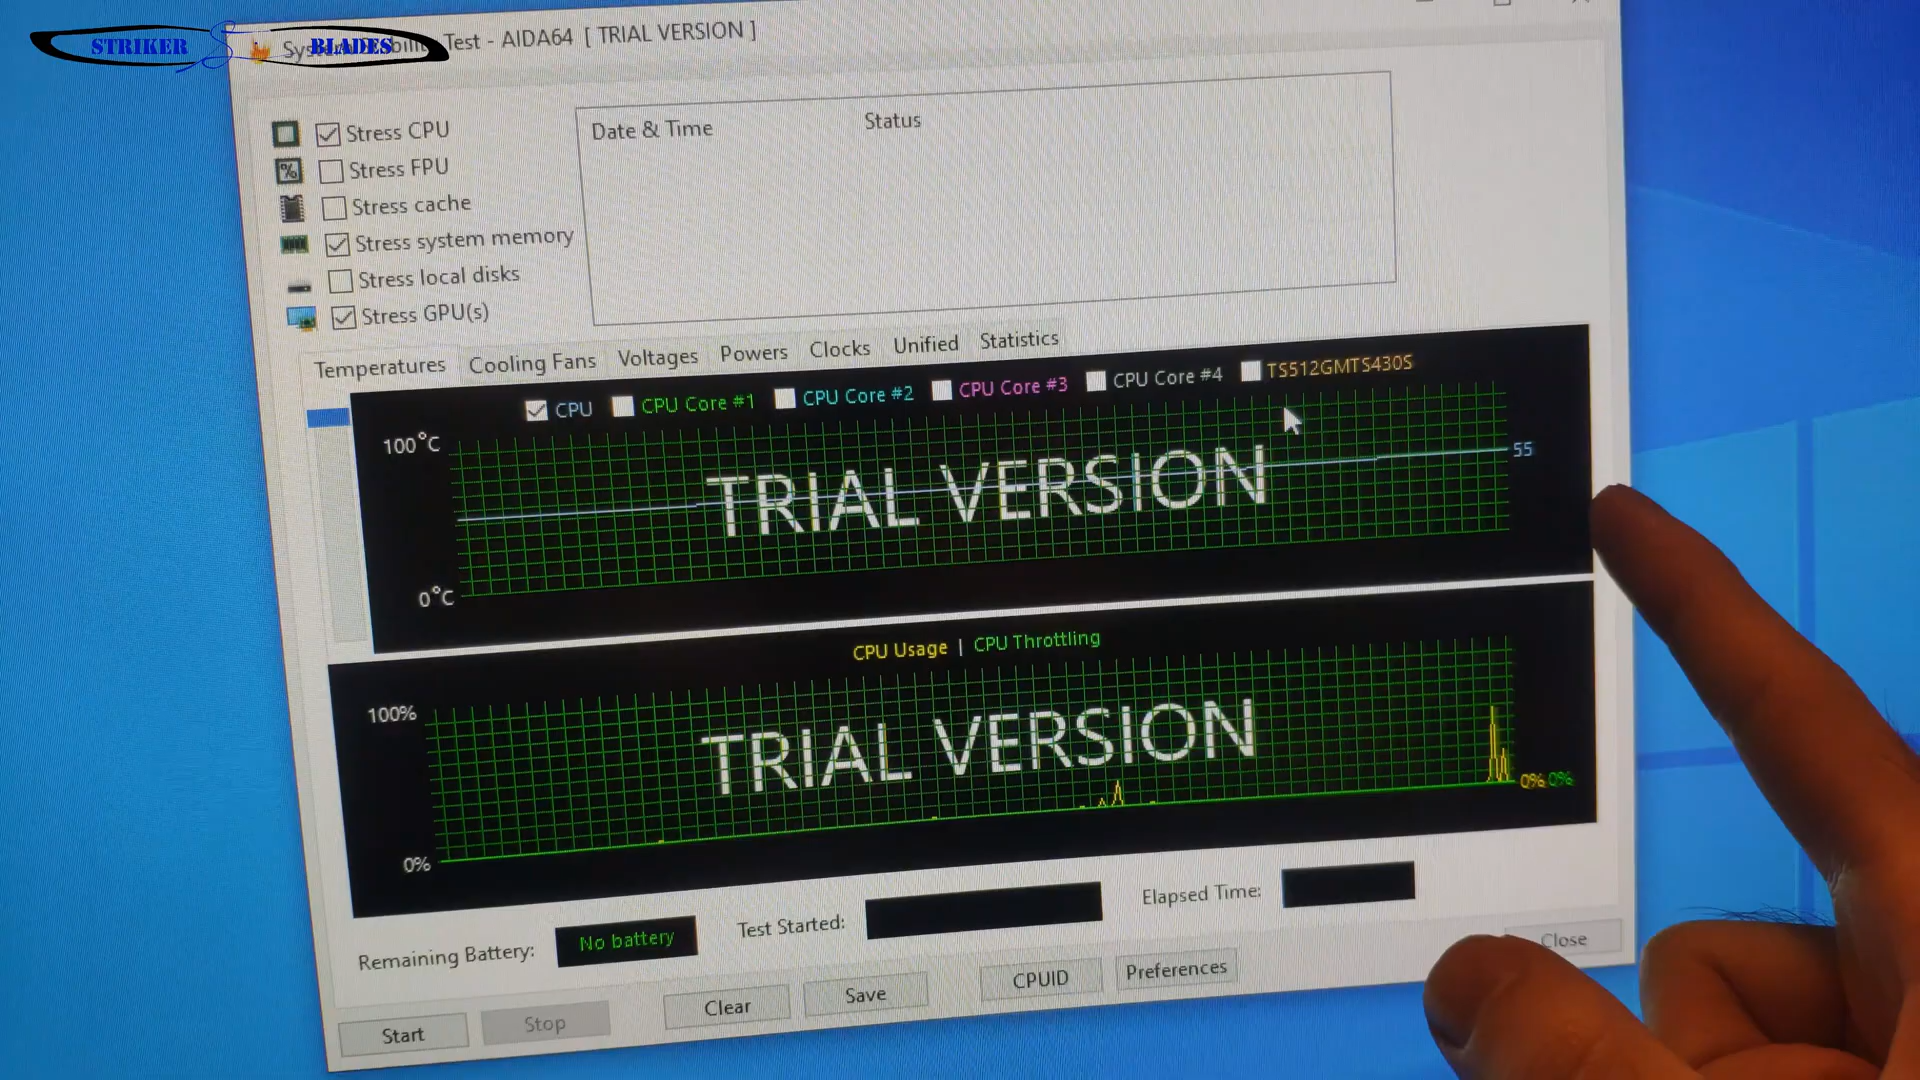 STRIKER BLADES
Test - AIDA64 [ TRIAL VERSION ]
Stress CPU
Stress FPU
Stress cache
Stress system memory
Stress local disks
Stress GPU(s)
Date & Time Status
Temperatures Cooling Fans Voltages Powers Clocks Unified Statistics
CPU CPU Core #1 CPU Core #2 CPU Core #3 CPU Core #4 TS512GMTS430S
100°C
TRIAL VERSION
55
0°C
CPU Usage | CPU Throttling
100%
TRIAL VERSION
0% 0%
0%
Remaining Battery: No battery Test Started: Elapsed Time:
Start Stop Clear Save CPUID Preferences Close